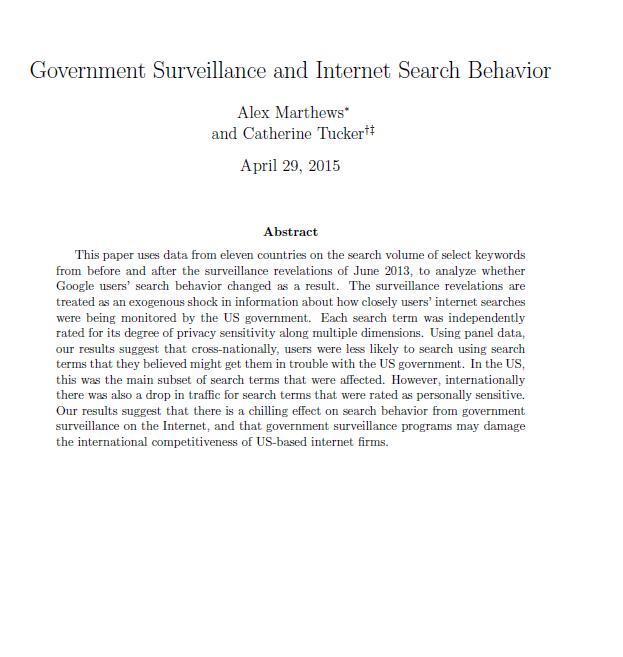 Government Surveillance and Internet Search Behavior
Alex Marthews*
and Catherine Tucker†‡
April 29, 2015
Abstract
This paper uses data from eleven countries on the search volume of select keywords
from before and after the surveillance revelations of June 2013, to analyze whether
Google users' search behavior changed as a result. The surveillance revelations are
treated as an exogenous shock in information about how closely users' internet searches
were being monitored by the US government. Each search term was independently
rated for its degree of privacy sensitivity along multiple dimensions. Using panel data,
our results suggest that cross-nationally, users were less likely to search using search
terms that they believed might get them in trouble with the US government. In the US,
this was the main subset of search terms that were affected. However, internationally
there was also a drop in traffic for search terms that were rated as personally sensitive.
Our results suggest that there is a chilling effect on search behavior from government
surveillance on the Internet, and that government surveillance programs may damage
the international competitiveness of US-based internet firms.